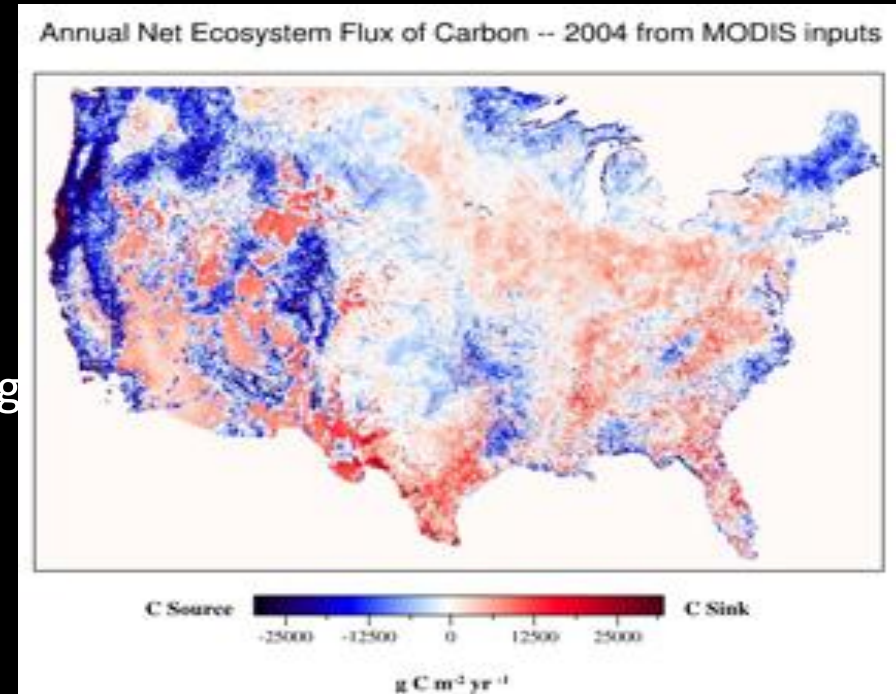 Annual Net Ecosystem Flux of Carbon -- 2004 from MODIS inputs
g
C Source C Sink
-25000 -12500 0 12500 25000
g C m⁻² yr ⁻¹